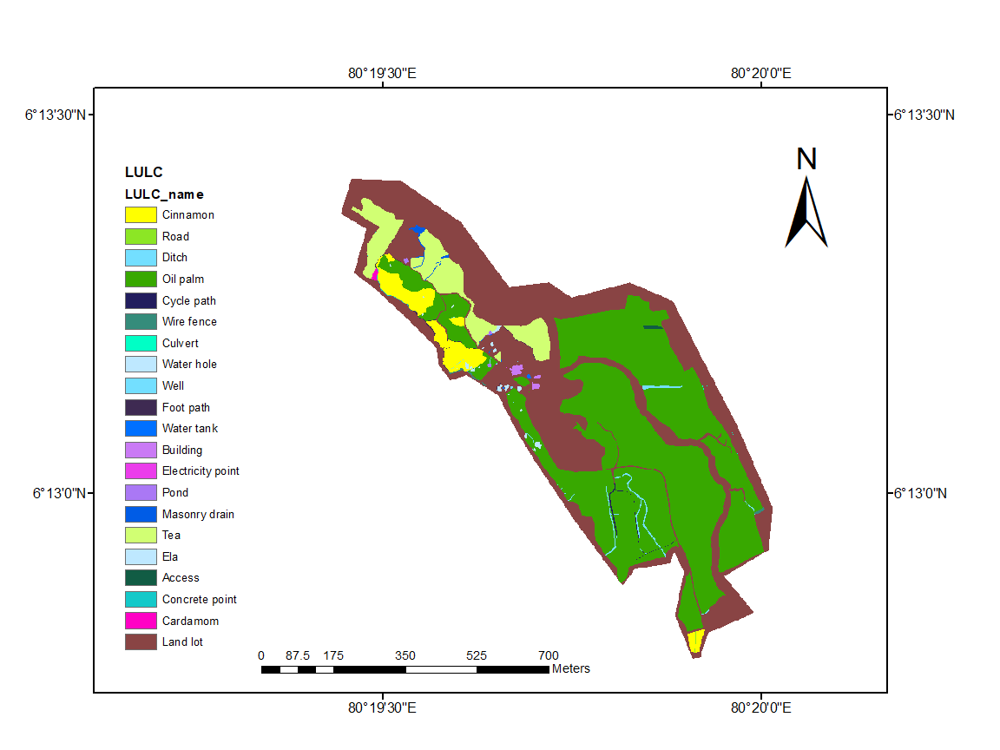 80°19'30"E 80°20'0"E
6°13'30"N 6°13'30"N
N
LULC
LULC_name
Cinnamon
Road
Ditch
Oil palm
Cycle path
Wire fence
Culvert
Water hole
Well
Foot path
Water tank
Building
Electricity point
6°13'0"N 6°13'0"N
Pond
Masonry drain
Tea
Ela
Access
Concrete point
Cardamom
Land lot
0 87.5 175 350 525 700
Meters
80°19'30"E 80°20'0"E